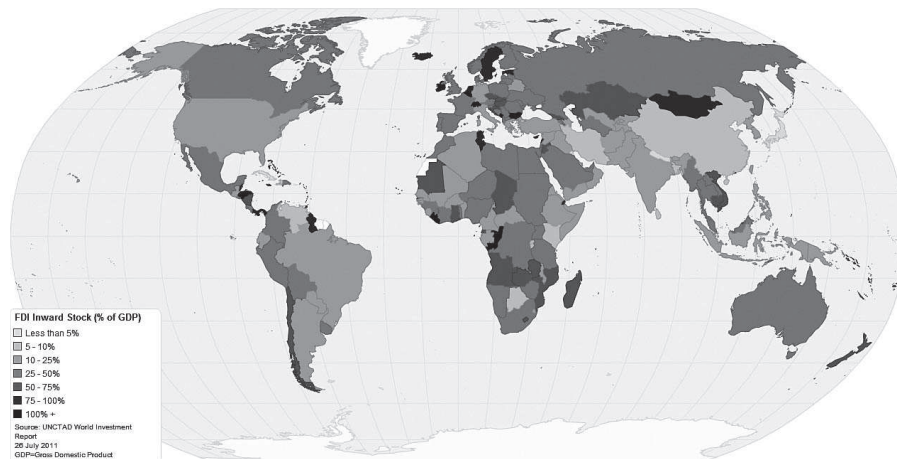 FDI Inward Stock (% of GDP)
Less than 5%
5 - 10%
10 - 25%
25 - 50%
50 - 75%
75 - 100%
100% +
Source: UNCTAD World Investment
Report
26 July 2011
GDP=Gross Domestic Product